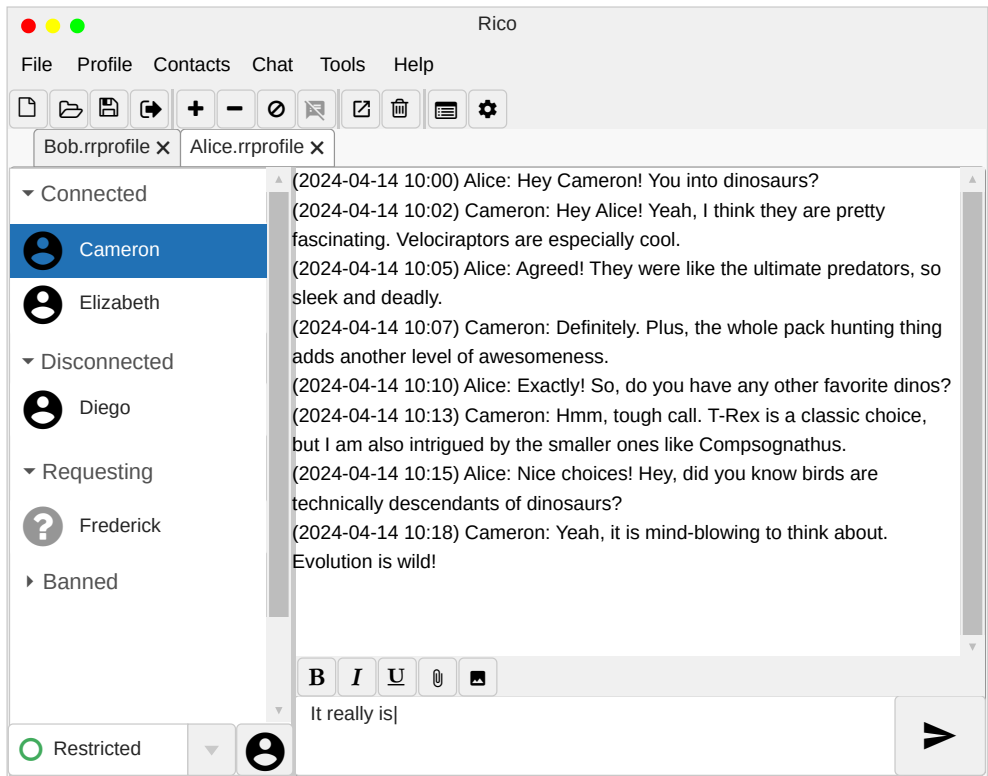 Rico
File Profile Contacts Chat Tools Help
Bob.rrprofile Alice.rrprofile
Connected
Cameron
Elizabeth
Disconnected
Diego
Requesting
Frederick
Banned
Restricted
(2024-04-14 10:00) Alice: Hey Cameron! You into dinosaurs?
(2024-04-14 10:02) Cameron: Hey Alice! Yeah, I think they are pretty
fascinating. Velociraptors are especially cool.
(2024-04-14 10:05) Alice: Agreed! They were like the ultimate predators, so
sleek and deadly.
(2024-04-14 10:07) Cameron: Definitely. Plus, the whole pack hunting thing
adds another level of awesomeness.
(2024-04-14 10:10) Alice: Exactly! So, do you have any other favorite dinos?
(2024-04-14 10:13) Cameron: Hmm, tough call. T-Rex is a classic choice,
but I am also intrigued by the smaller ones like Compsognathus.
(2024-04-14 10:15) Alice: Nice choices! Hey, did you know birds are
technically descendants of dinosaurs?
(2024-04-14 10:18) Cameron: Yeah, it is mind-blowing to think about.
Evolution is wild!
B I U
It really is